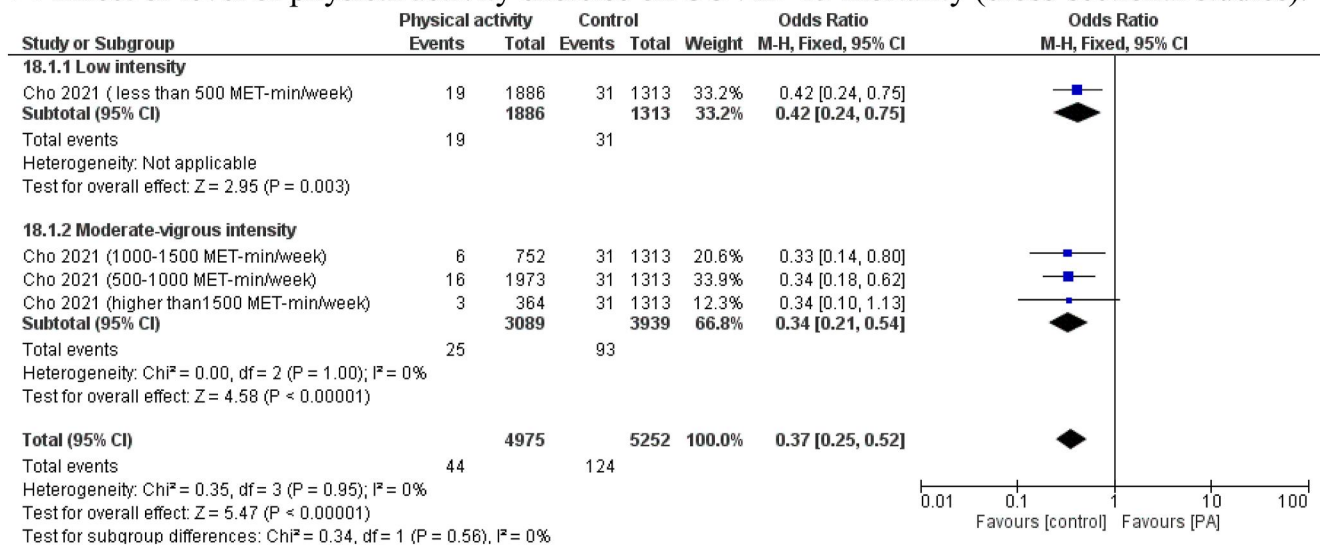 Physical activity Control Odds Ratio Odds Ratio
Study or Subgroup Events Total Events Total Weight M-H, Fixed, 95% CI M-H, Fixed, 95% CI
18.1.1 Low intensity
Cho 2021 ( less than 500 MET-min/week) 19 1886 31 1313 33.2% 0.42 [0.24, 0.75]
Subtotal (95% CI) 1886 1313 33.2% 0.42 [0.24, 0.75]
Total events 19 31
Heterogeneity: Not applicable
Test for overall effect: Z = 2.95 (P = 0.003)
18.1.2 Moderate-vigrous intensity
Cho 2021 (1000-1500 MET-min/week) 6 752 31 1313 20.6% 0.33 [0.14, 0.80]
Cho 2021 (500-1000 MET-min/week) 16 1973 31 1313 33.9% 0.34 [0.18, 0.62]
Cho 2021 (higher than1500 MET-min/week) 3 364 31 1313 12.3% 0.34 [0.10, 1.13]
Subtotal (95% CI) 3089 3939 66.8% 0.34 [0.21, 0.54]
Total events 25 93
Heterogeneity: Chi² = 0.00, df = 2 (P = 1.00); I² = 0%
Test for overall effect: Z = 4.58 (P < 0.00001)
Total (95% CI) 4975 5252 100.0% 0.37 [0.25, 0.52]
Total events 44 124
Heterogeneity: Chi² = 0.35, df = 3 (P = 0.95); I² = 0%
Test for overall effect: Z = 5.47 (P < 0.00001)
Test for subgroup differences: Chi² = 0.34, df = 1 (P = 0.56), I² = 0%
0.01 0.1 1 10 100
Favours [control] Favours [PA]